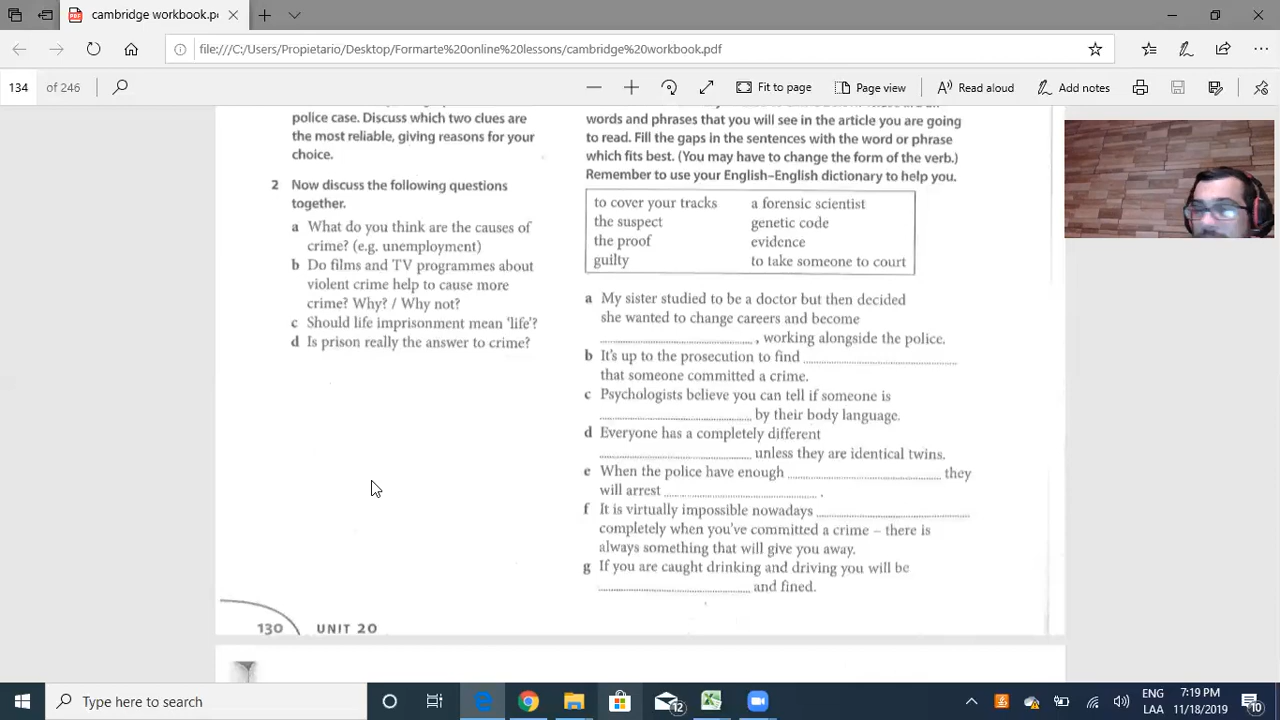 cambridge workbook.p
file:///C:/Users/Propietario/Desktop/Formarte%20online%20lessons/cambridge%20workbook.pdf
134 of 246
Fit to page
Page view
Read aloud
Add notes
police case. Discuss which two clues are
the most reliable, giving reasons for your
choice.
2 Now discuss the following questions
together.
a What do you think are the causes of
crime? (e.g. unemployment)
b Do films and TV programmes about
violent crime help to cause more
crime? Why? / Why not?
c Should life imprisonment mean 'life'?
d Is prison really the answer to crime?
130 UNIT 20
words and phrases that you will see in the article you are going
to read. Fill the gaps in the sentences with the word or phrase
which fits best. (You may have to change the form of the verb.)
Remember to use your English–English dictionary to help you.
to cover your tracks a forensic scientist
the suspect genetic code
the proof evidence
guilty to take someone to court
a My sister studied to be a doctor but then decided
she wanted to change careers and become
, working alongside the police.
b It's up to the prosecution to find
that someone committed a crime.
c Psychologists believe you can tell if someone is
by their body language.
d Everyone has a completely different
unless they are identical twins.
e When the police have enough they
will arrest .
f It is virtually impossible nowadays
completely when you've committed a crime – there is
always something that will give you away.
g If you are caught drinking and driving you will be
and fined.
Type here to search
12
ENG
LAA
7:19 PM
11/18/2019
10